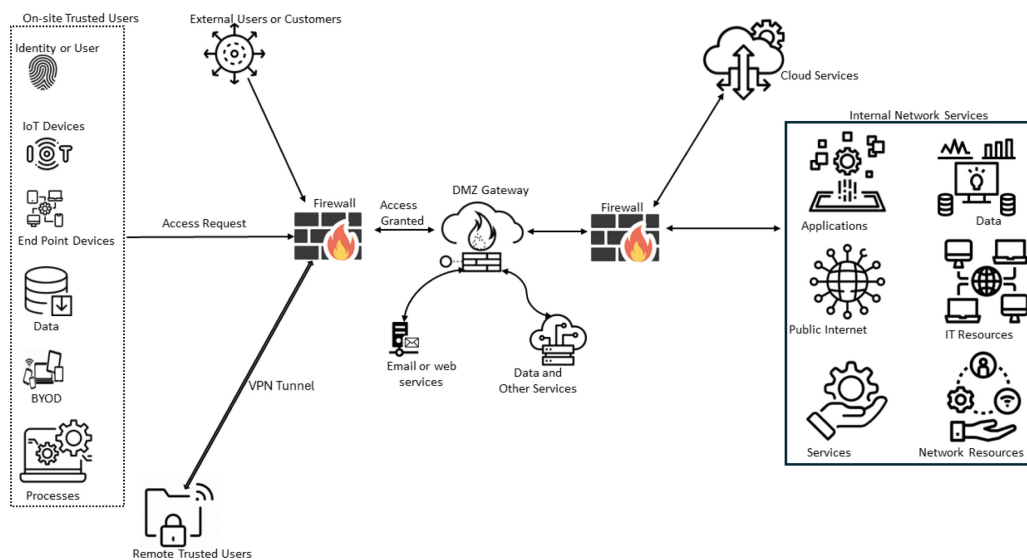 On-site Trusted Users
External Users or Customers
Identity or User
Cloud Services
Internal Network Services
IoT Devices
IOT
End Point Devices
Access Request
Firewall
Access
Granted
DMZ Gateway
Firewall
Applications
Data
Data
Public Internet
IT Resources
Email or web
services
Data and
Other Services
BYOD
VPN Tunnel
Services
Network Resources
Processes
Remote Trusted Users